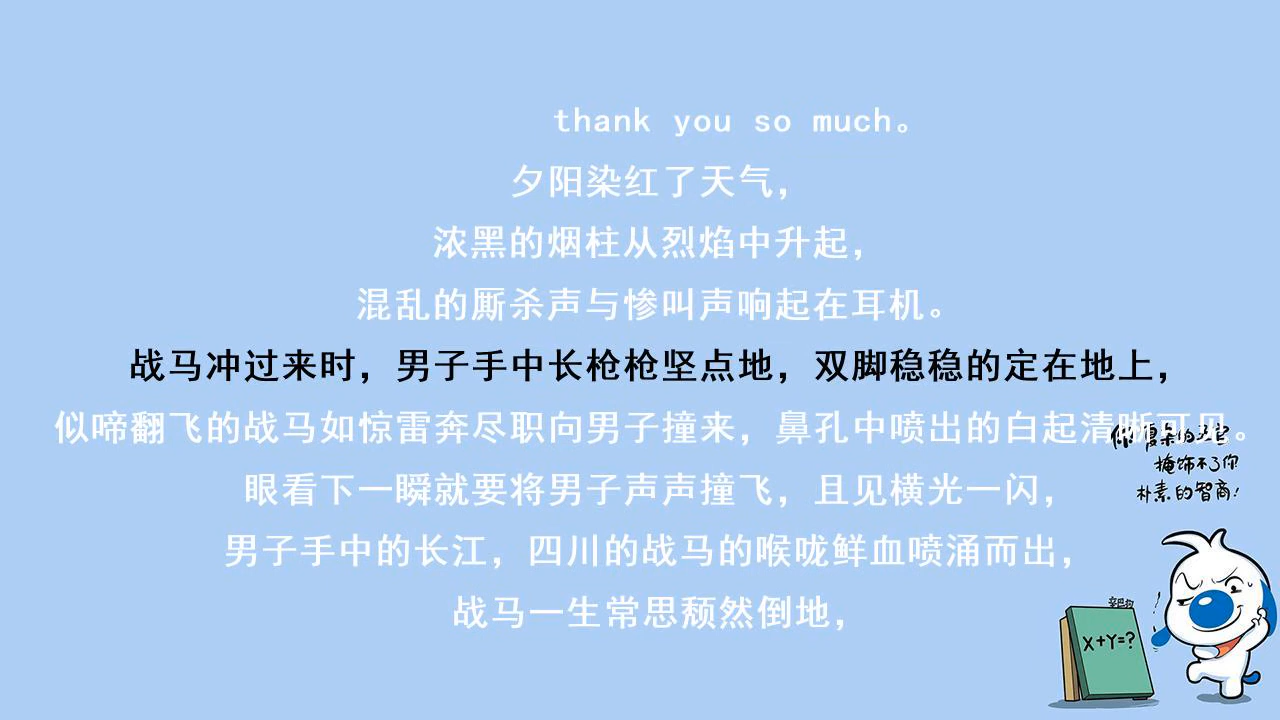 thank you so much。
夕阳染红了天气，
浓黑的烟柱从烈焰中升起，
混乱的厮杀声与惨叫声响起在耳机。
战马冲过来时，男子手中长枪枪坚点地，双脚稳稳的定在地上，
似啼翻飞的战马如惊雷奔尽职向男子撞来，鼻孔中喷出的白起清晰可见。
你
掩饰不了你
朴素的智商！
眼看下一瞬就要将男子声声撞飞，且见横光一闪，
男子手中的长江，四川的战马的喉咙鲜血喷涌而出，
战马一生常思颓然倒地，
X+Y=?